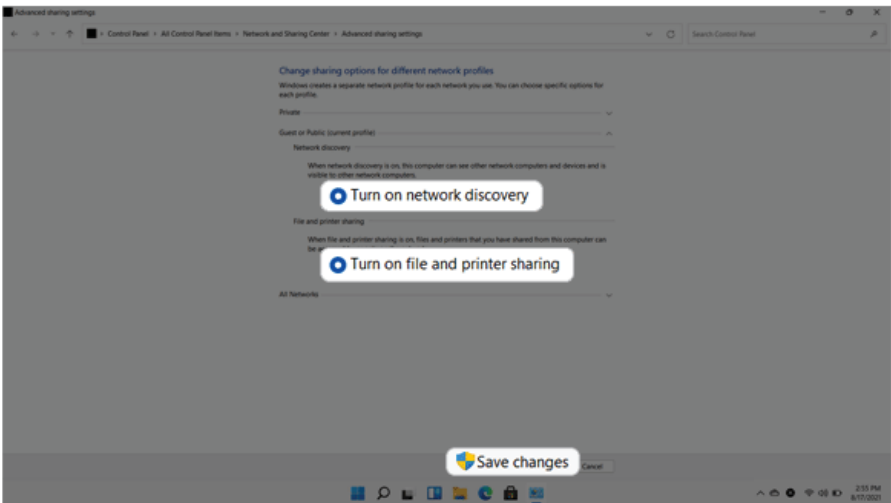 Advanced sharing settings
Control Panel > All Control Panel Items > Network and Sharing Center > Advanced sharing settings
Search Control Panel
Change sharing options for different network profiles
Windows creates a separate network profile for each network you use. You can choose specific options for
each profile.
Private
Guest or Public (current profile)
Network discovery
When network discovery is on, this computer can see other network computers and devices and is
visible to other network computers.
Turn on network discovery
File and printer sharing
When file and printer sharing is on, files and printers that you have shared from this computer can
be
Turn on file and printer sharing
All Networks
Save changes
Cancel
2:55 PM
8/17/2021